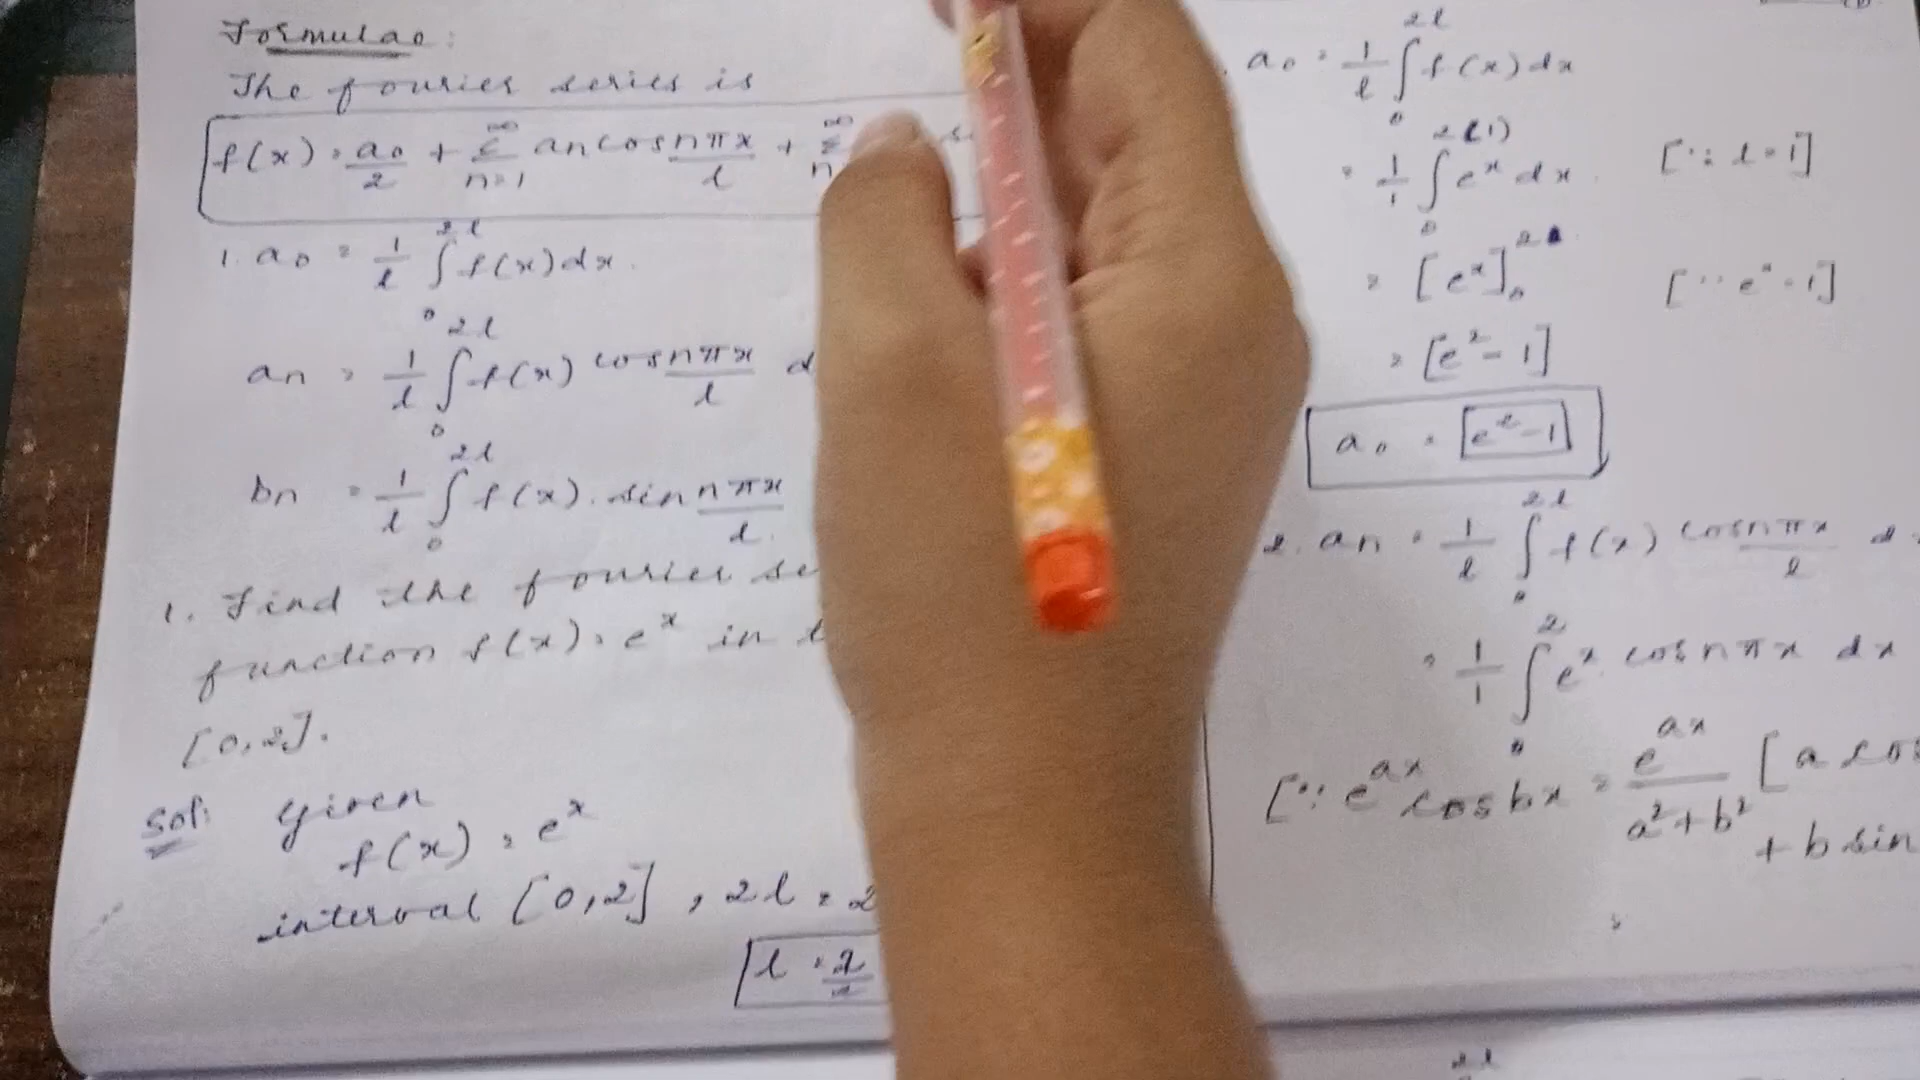 Formulae:
The fourier series is
f(x) = a0/2 + ∞ Σ n=1 an cos nπx/l + ∞ Σ n
1. a0 = 1/l ∫ 0 2l f(x) dx.
an = 1/l ∫ 0 2l f(x) cos nπx/l d
bn = 1/l ∫ 0 2l f(x). sin nπx/l.
1. Find the fourier se
function f(x) = e^x in t
[0,2].
Sol: Given
f(x) = e^x
interval [0,2], 2l = 2
l = 2/2
a0 = 1/l ∫ 0 2l f(x) dx
= 1/1 ∫ 0 2(1) e^x dx. [∵ l=1]
= [e^x] 0 2
= [e^2 - 1]
a0 = [e^2 - 1]
2. an = 1/l ∫ 0 2l f(x) cos nπx/l d
= 1/1 ∫ 0 2 e^x cos nπx dx
[∵ e^ax cos bx = e^ax/a^2+b^2 [a cos
+ b sin
2l